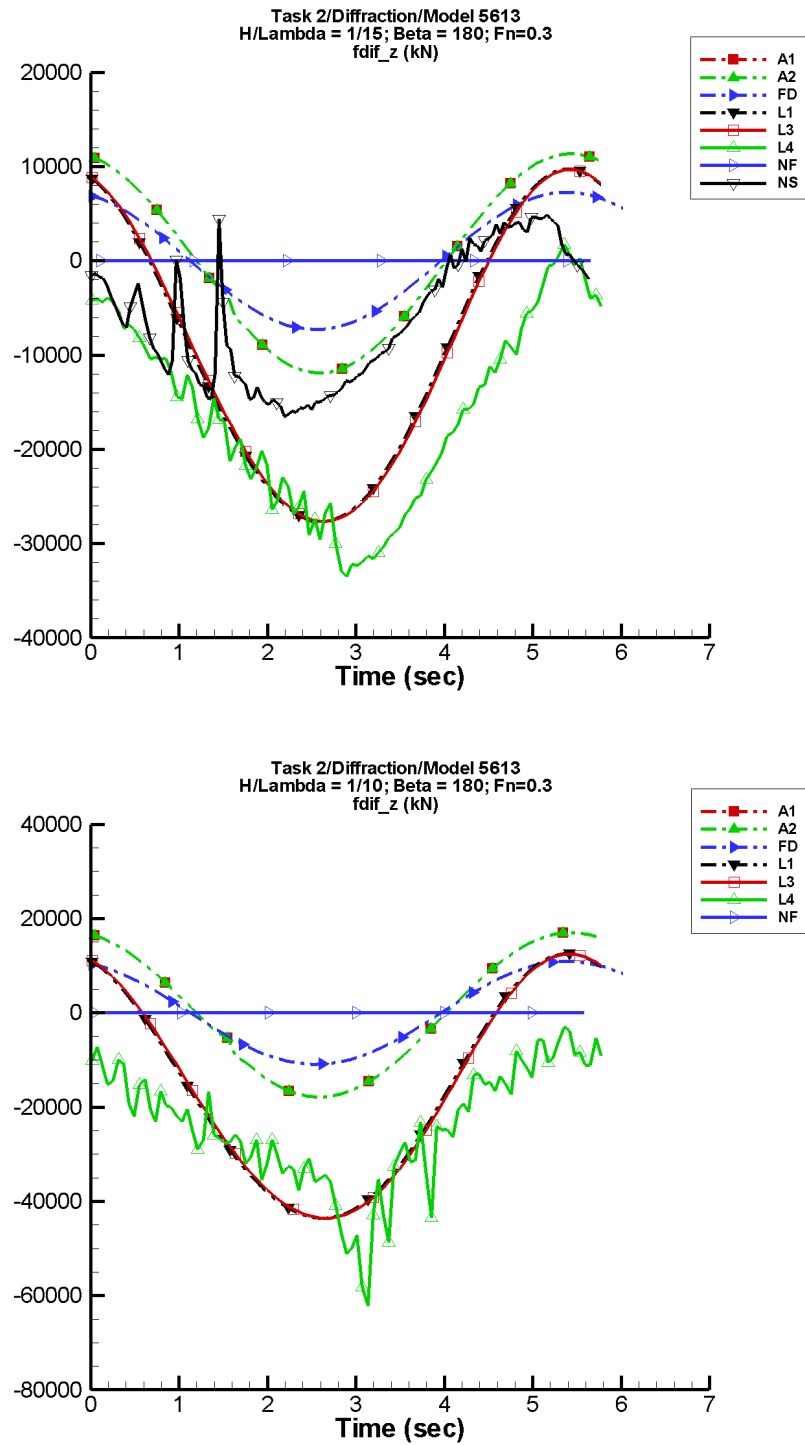 Task 2/Diffraction/Model 5613
H/Lambda = 1/15; Beta = 180; Fn=0.3
fdif_z (kN)
20000
10000
0
-10000
-20000
-30000
-40000
0 1 2 3 4 5 6 7
Time (sec)
A1
A2
FD
L1
L3
L4
NF
NS
Task 2/Diffraction/Model 5613
H/Lambda = 1/10; Beta = 180; Fn=0.3
fdif_z (kN)
40000
20000
0
-20000
-40000
-60000
-80000
0 1 2 3 4 5 6 7
Time (sec)
A1
A2
FD
L1
L3
L4
NF